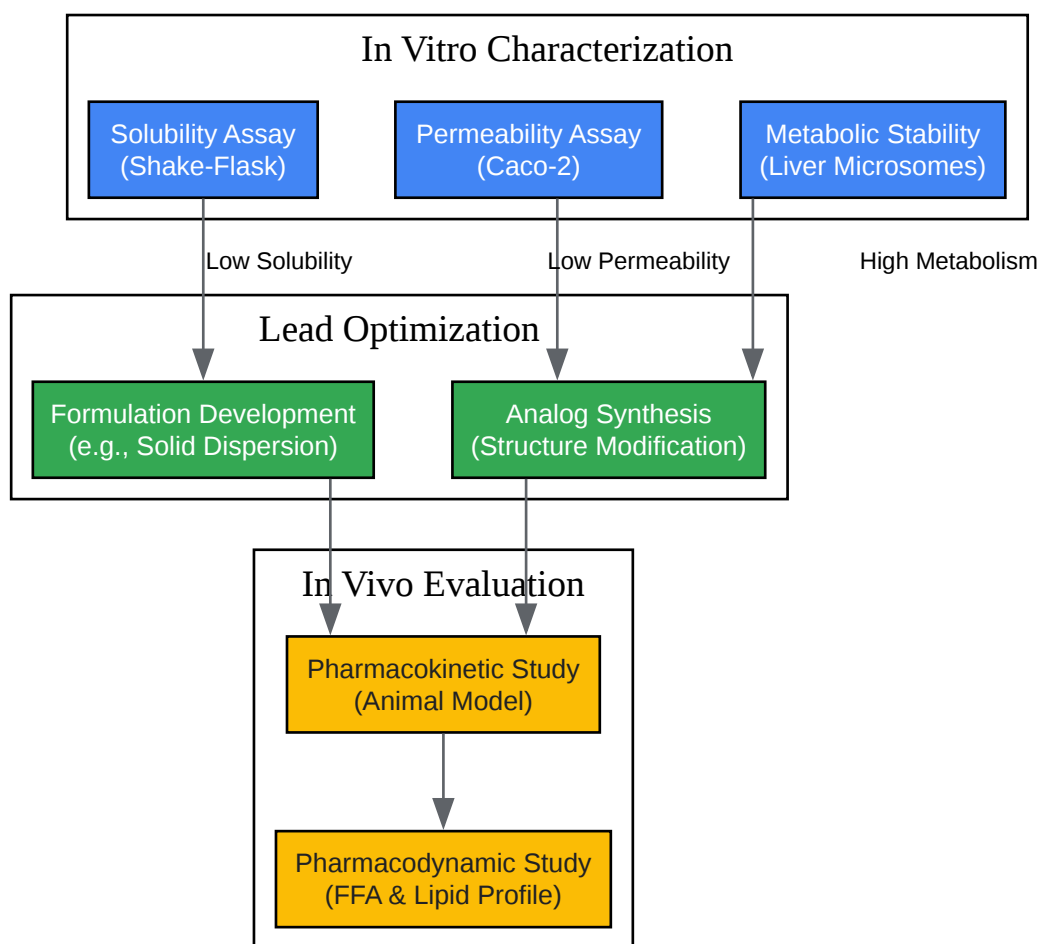 In Vitro Characterization
Solubility Assay
(Shake-Flask)
Permeability Assay
(Caco-2)
Metabolic Stability
(Liver Microsomes)
Low Solubility
Low Permeability
High Metabolism
Lead Optimization
Formulation Development
(e.g., Solid Dispersion)
Analog Synthesis
(Structure Modification)
In Vivo Evaluation
Pharmacokinetic Study
(Animal Model)
Pharmacodynamic Study
(FFA & Lipid Profile)